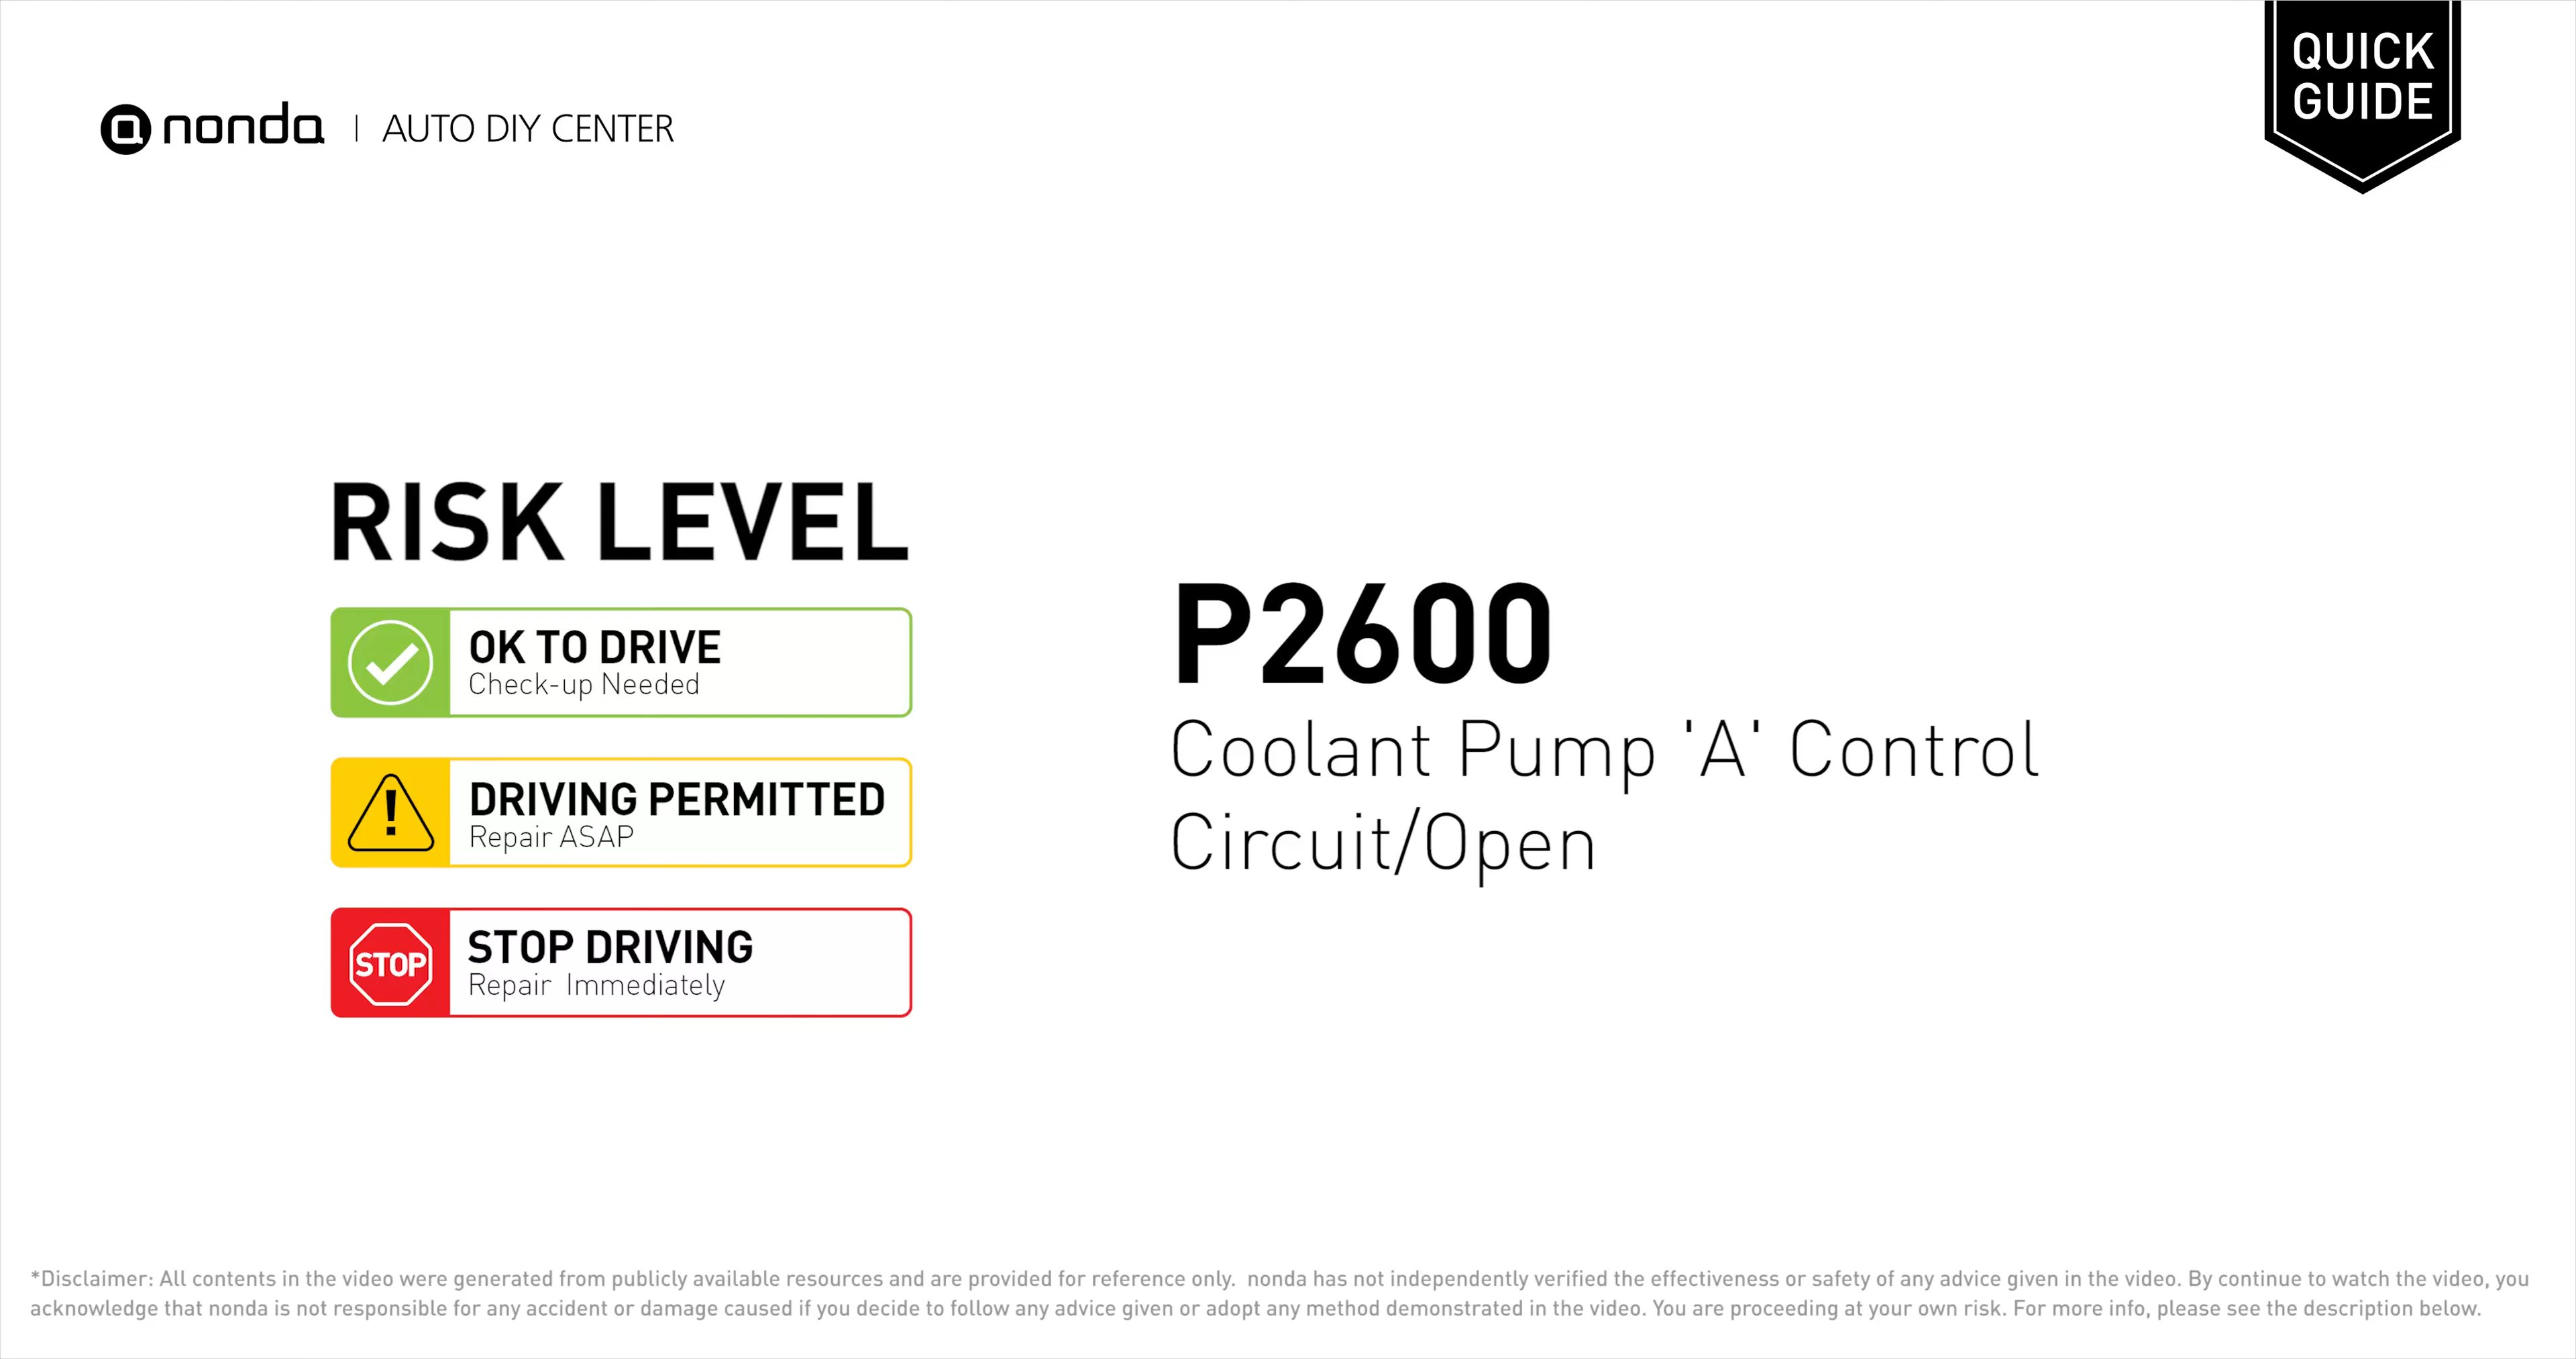 nonda | AUTO DIY CENTER
QUICK
GUIDE
RISK LEVEL
OK TO DRIVE
Check-up Needed
DRIVING PERMITTED
Repair ASAP
STOP
STOP DRIVING
Repair Immediately
P2600
Coolant Pump 'A' Control
Circuit/Open
*Disclaimer: All contents in the video were generated from publicly available resources and are provided for reference only. nonda has not independently verified the effectiveness or safety of any advice given in the video. By continue to watch the video, you
acknowledge that nonda is not responsible for any accident or damage caused if you decide to follow any advice given or adopt any method demonstrated in the video. You are proceeding at your own risk. For more info, please see the description below.